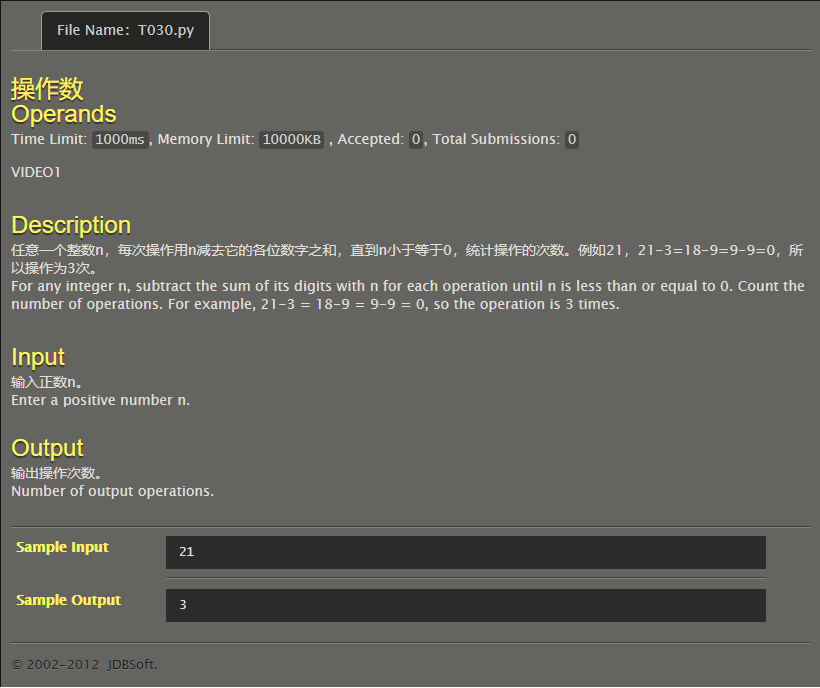 File Name: T030.py
操作数
Operands
Time Limit: 1000ms, Memory Limit: 10000KB , Accepted: 0, Total Submissions: 0
VIDEO1
Description
任意一个整数n，每次操作用n减去它的各位数字之和，直到n小于等于0，统计操作的次数。例如21，21-3=18-9=9-9=0，所
以操作为3次。
For any integer n, subtract the sum of its digits with n for each operation until n is less than or equal to 0. Count the
number of operations. For example, 21-3 = 18-9 = 9-9 = 0, so the operation is 3 times.
Input
输入正数n。
Enter a positive number n.
Output
输出操作次数。
Number of output operations.
Sample Input
21
Sample Output
3
© 2002-2012 JDBSoft.